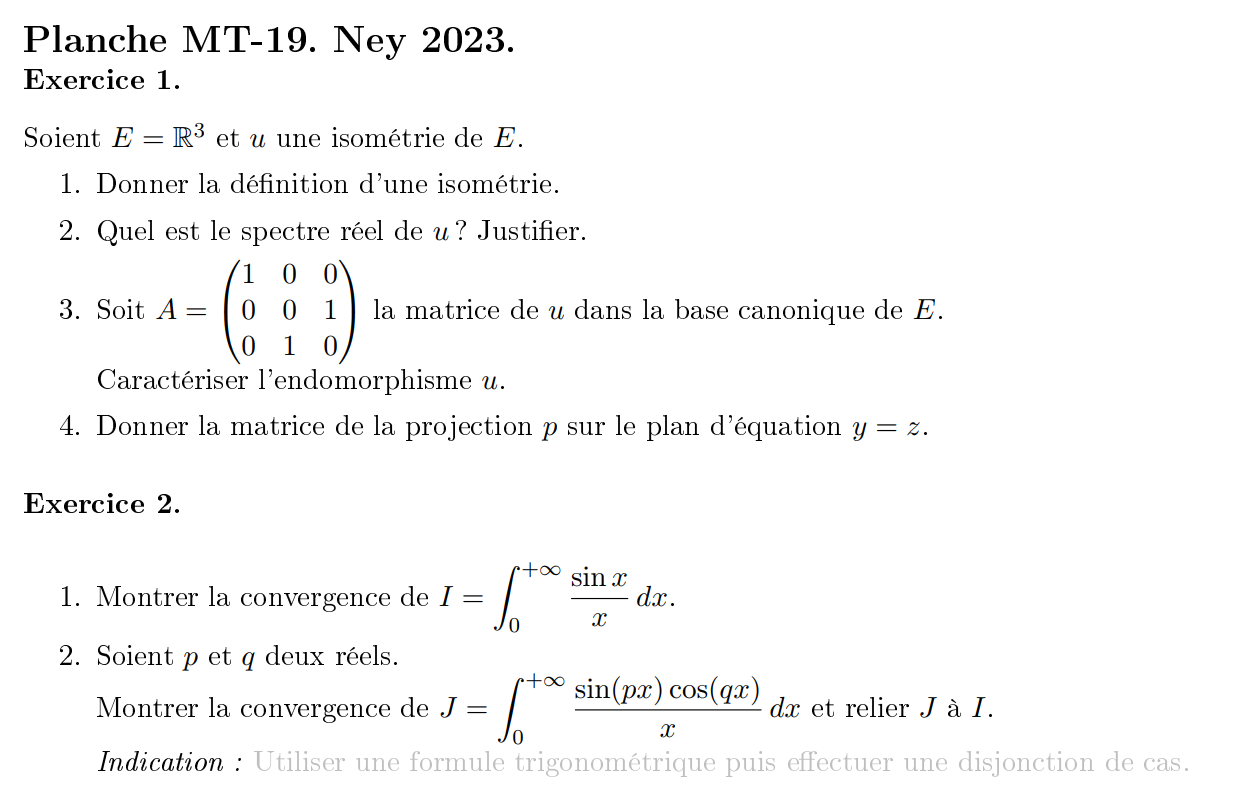 Planche MT-19. Ney 2023.
Exercice 1.
Soient $E = \mathbb{R}^3$ et $u$ une isométrie de $E$.
1. Donner la définition d'une isométrie.
2. Quel est le spectre réel de $u$ ? Justifier.
3. Soit $A = \begin{pmatrix} 1 & 0 & 0 \\ 0 & 0 & 1 \\ 0 & 1 & 0 \end{pmatrix}$ la matrice de $u$ dans la base canonique de $E$.
Caractériser l'endomorphisme $u$.
4. Donner la matrice de la projection $p$ sur le plan d'équation $y = z$.
Exercice 2.
1. Montrer la convergence de $I = \int_0^{+\infty} \frac{\sin x}{x} \, dx$.
2. Soient $p$ et $q$ deux réels.
Montrer la convergence de $J = \int_0^{+\infty} \frac{\sin(px)\cos(qx)}{x} \, dx$ et relier $J$ à $I$.
Indication : Utiliser une formule trigonométrique puis effectuer une disjonction de cas.